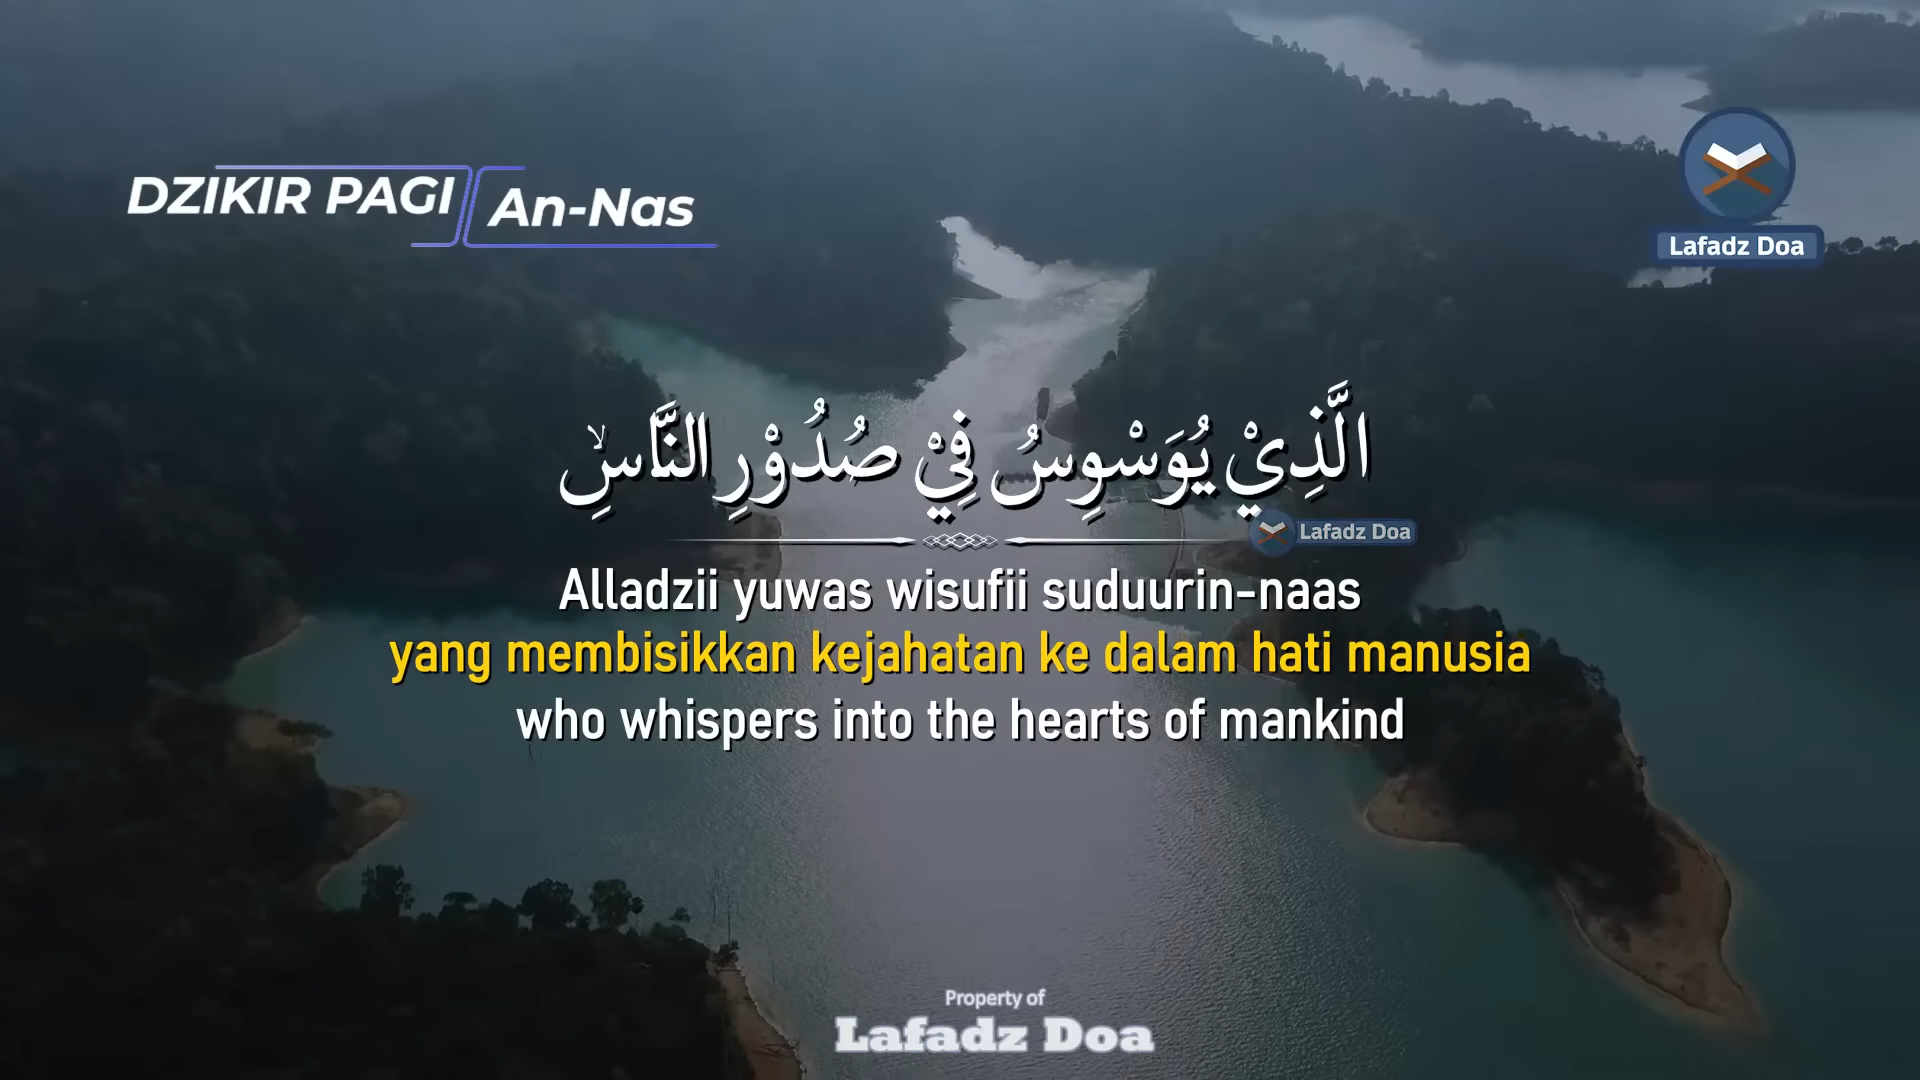 DZIKIR PAGI
An-Nas
Lafadz Doa
الَّذِيْ يُوَسْوِسُ فِيْ صُدُوْرِ النَّاسِۙ
Lafadz Doa
Alladzii yuwas wisufii suduurin-naas
yang membisikkan kejahatan ke dalam hati manusia
who whispers into the hearts of mankind
Property of
Lafadz Doa